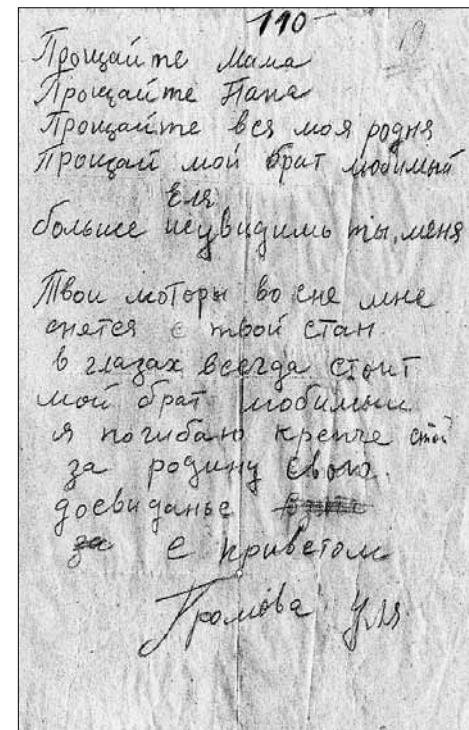 110
19
Прощайте Мама
Прощайте Папа
Прощайте вся моя родня
Прощай мой брат любимый
Еля
больше неувидишь ты, меня
Твои моторы во сне мне
снятся с твой стан
в глазах всегда стоит
мой брат любимый
я погибаю крепче стой
за родину свою.
досвиданье
за
С приветом
Громова Уля